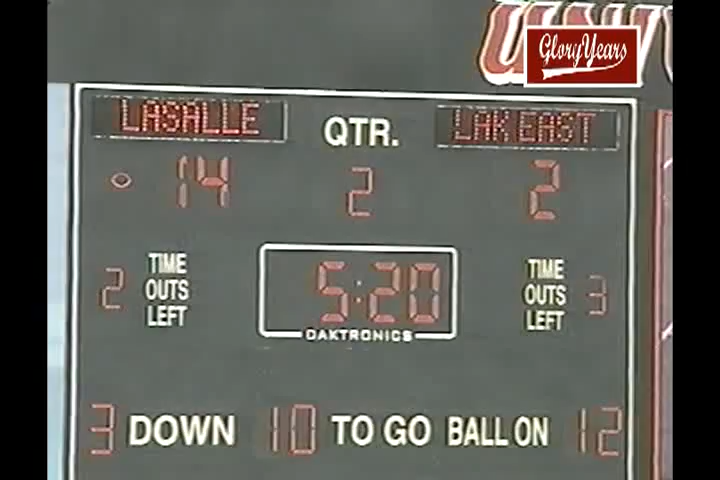 GloryYears
LASALLE
QTR.
LAK EAST
14
2
2
2
TIME
OUTS
LEFT
5:20
DAKTRONICS
TIME
OUTS
LEFT
3
3 DOWN 10 TO GO BALL ON 12